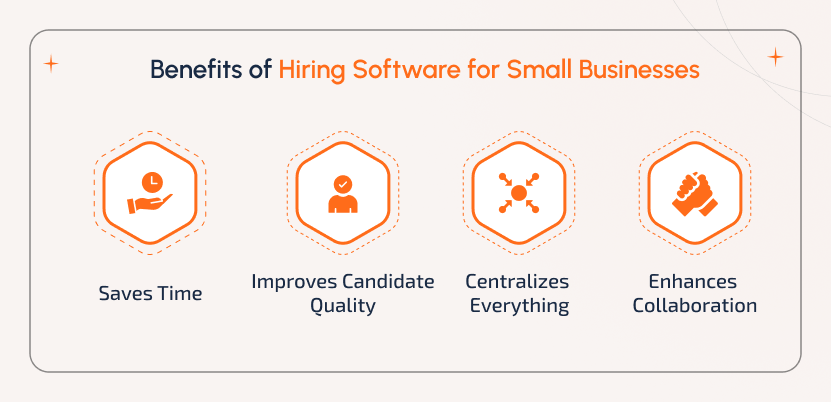 Benefits of Hiring Software for Small Businesses
Saves Time
Improves Candidate
Quality
Centralizes
Everything
Enhances
Collaboration